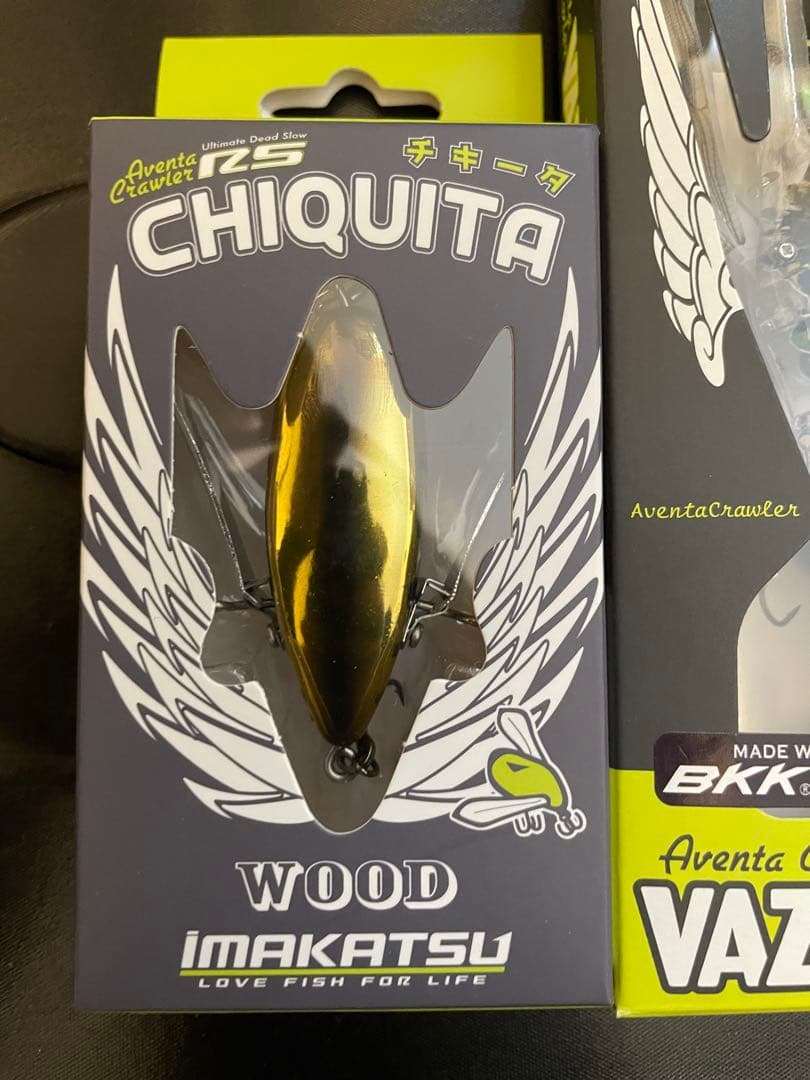 Ultimate Dead Slow
Aventa
Crawler RS
チキータ
CHIQUITA
WOOD
imakatsu
LOVE FISH FOR LIFE
AventaCrawler
MADE W
BKK®
Aventa C
VAZ